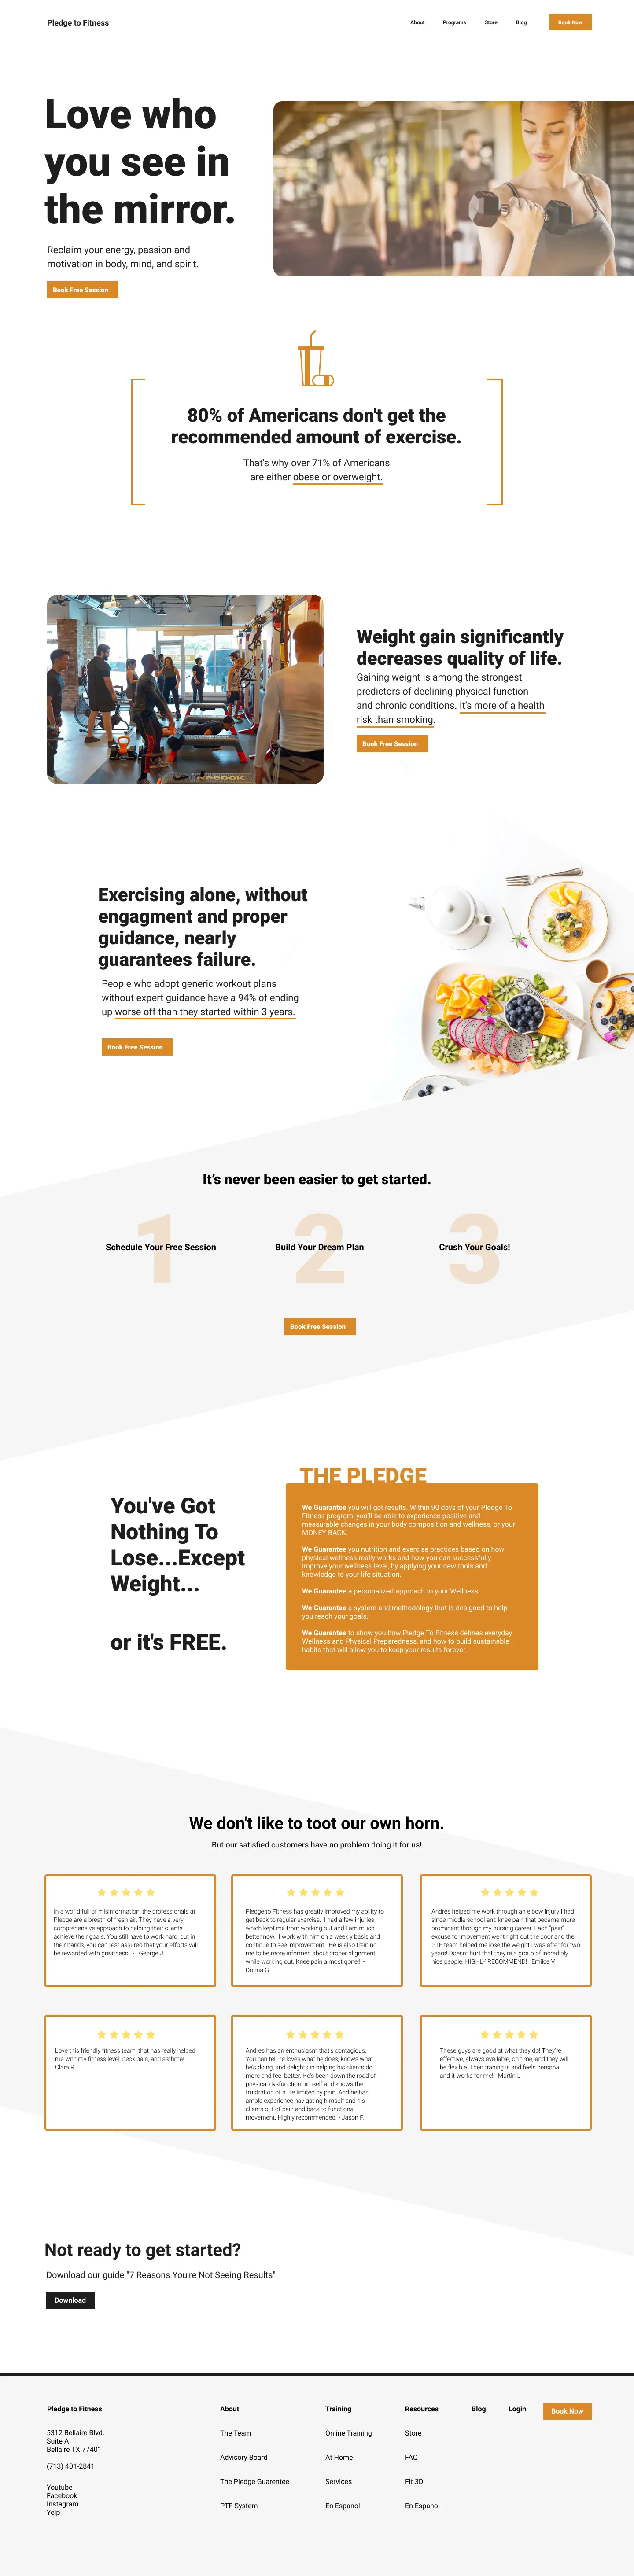 Pledge to Fitness
About Programs Store Blog Book Now
Love who
you see in
the mirror.
Reclaim your energy, passion and
motivation in body, mind, and spirit.
Book Free Session
80% of Americans don't get the
recommended amount of exercise.
That's why over 71% of Americans
are either obese or overweight.
Reebok
Weight gain significantly
decreases quality of life.
Gaining weight is among the strongest
predictors of declining physical function
and chronic conditions. It's more of a health
risk than smoking.
Book Free Session
Exercising alone, without
engagment and proper
guidance, nearly
guarantees failure.
People who adopt generic workout plans
without expert guidance have a 94% of ending
up worse off than they started within 3 years.
Book Free Session
It's never been easier to get started.
1 2 3
Schedule Your Free Session Build Your Dream Plan Crush Your Goals!
Book Free Session
You've Got
Nothing To
Lose...Except
Weight...
or it's FREE.
THE PLEDGE
We Guarantee you will get results. Within 90 days of your Pledge To
Fitness program, you'll be able to experience positive and
measurable changes in your body composition and wellness, or your
MONEY BACK.
We Guarantee you nutrition and exercise practices based on how
physical wellness really works and how you can successfully
improve your wellness level, by applying your new tools and
knowledge to your life situation.
We Guarantee a personalized approach to your Wellness.
We Guarantee a system and methodology that is designed to help
you reach your goals.
We Guarantee to show you how Pledge To Fitness defines everyday
Wellness and Physical Preparedness, and how to build sustainable
habits that will allow you to keep your results forever.
We don't like to toot our own horn.
But our satisfied customers have no problem doing it for us!
In a world full of misinformation, the professionals at
Pledge are a breath of fresh air. They have a very
comprehensive approach to helping their clients
achieve their goals. You still have to work hard, but in
their hands, you can rest assured that your efforts will
be rewarded with greatness. - George J.
Pledge to Fitness has greatly improved my ability to
get back to regular exercise. I had a few injuries
which kept me from working out and I am much
better now. I work with him on a weekly basis and
continue to see improvement. He is also training
me to be more informed about proper alignment
while working out. Knee pain almost gone!!! -
Donna G.
Andres helped me work through an elbow injury I had
since middle school and knee pain that became more
prominent through my nursing career. Each "pain"
excuse for movement went right out the door and the
PTF team helped me lose the weight I was after for two
years! Doesnt hurt that they're a group of incredibly
nice people. HIGHLY RECOMMEND! Emilce V.
Love this friendly fitness team, that has really helped
me with my fitness level, neck pain, and asthma! -
Clara R.
Andres has an enthusiasm that's contagious.
You can tell he loves what he does, knows what
he's doing, and delights in helping his clients do
more and feel better. He's been down the road of
physical dysfunction himself and knows the
frustration of a life limited by pain. And he has
ample experience navigating himself and his
clients out of pain and back to functional
movement. Highly recommended. - Jason F.
These guys are good at what they do! They're
effective, always available, on time, and they will
be flexible. Their training is and feels personal,
and it works for me! - Martin L.
Not ready to get started?
Download our guide "7 Reasons You're Not Seeing Results"
Download
Pledge to Fitness
5312 Bellaire Blvd.
Suite A
Bellaire TX 77401
(713) 401-2841
Youtube
Facebook
Instagram
Yelp
About
The Team
Advisory Board
The Pledge Guarentee
PTF System
Training
Online Training
At Home
Services
En Espanol
Resources
Store
FAQ
Fit 3D
En Espanol
Blog
Login
Book Now